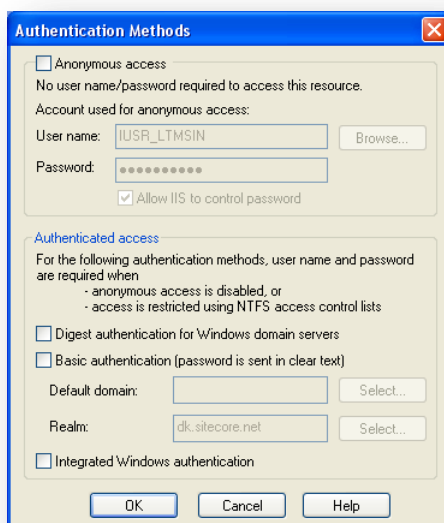 Authentication Methods
Anonymous access
No user name/password required to access this resource.
Account used for anonymous access:
User name: IUSR_LTMSIN Browse...
Password: ••••••••••
Allow IIS to control password
Authenticated access
For the following authentication methods, user name and password
are required when
- anonymous access is disabled, or
- access is restricted using NTFS access control lists
Digest authentication for Windows domain servers
Basic authentication (password is sent in clear text)
Default domain: Select...
Realm: dk.sitecore.net Select...
Integrated Windows authentication
OK Cancel Help